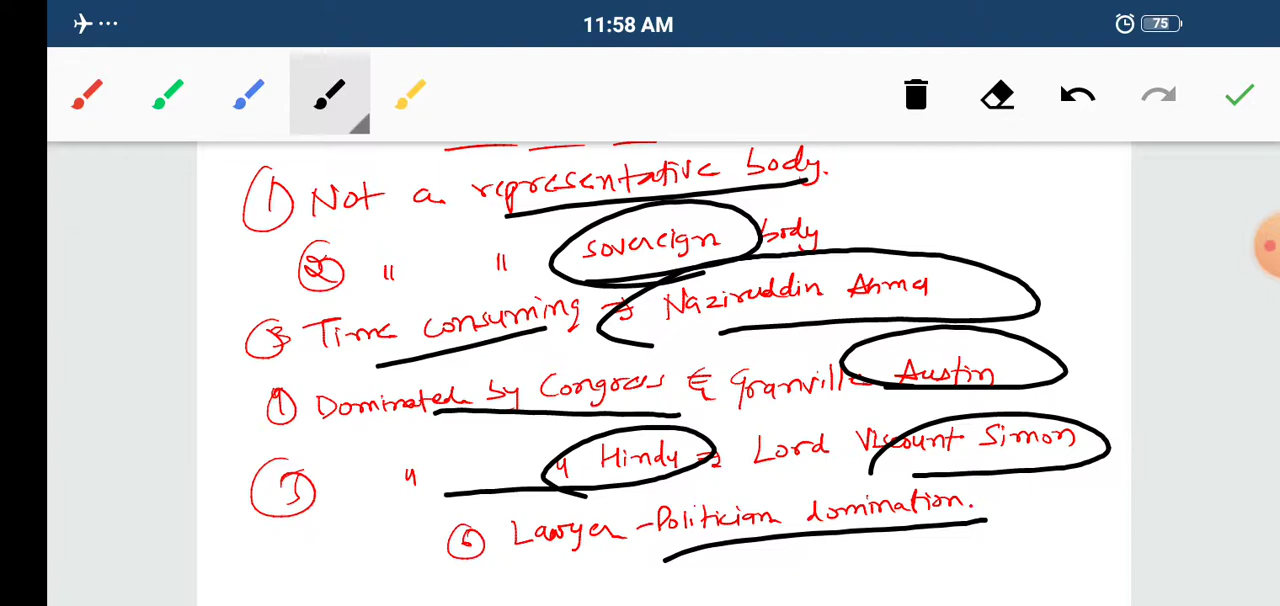 11:58 AM
75
① Not a representative body.
② " " sovereign body
③ Time consuming → Naziruddin Ahmed
④ Dominated by Congress ← Granville Austin
⑤ " " Hindu → Lord Viscount Simon
⑥ Lawyer - Politician domination.